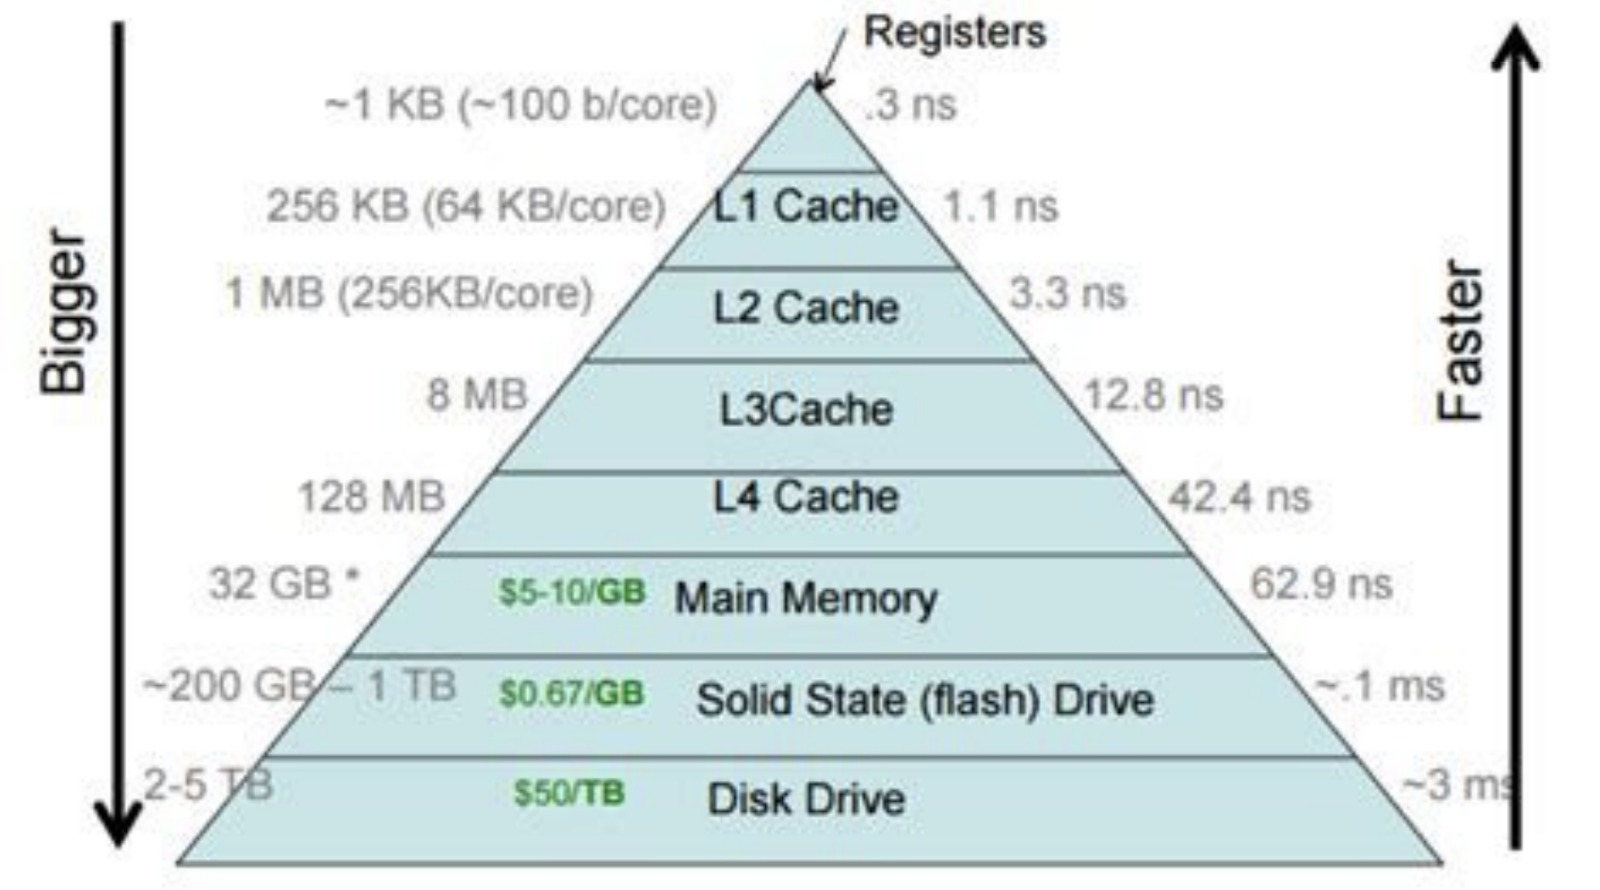 Registers
~1 KB (~100 b/core) .3 ns
256 KB (64 KB/core) L1 Cache 1.1 ns
1 MB (256KB/core) L2 Cache 3.3 ns
8 MB L3Cache 12.8 ns
128 MB L4 Cache 42.4 ns
32 GB * $5-10/GB Main Memory 62.9 ns
~200 GB – 1 TB $0.67/GB Solid State (flash) Drive ~.1 ms
2-5 TB $50/TB Disk Drive ~3 ms
Bigger
Faster